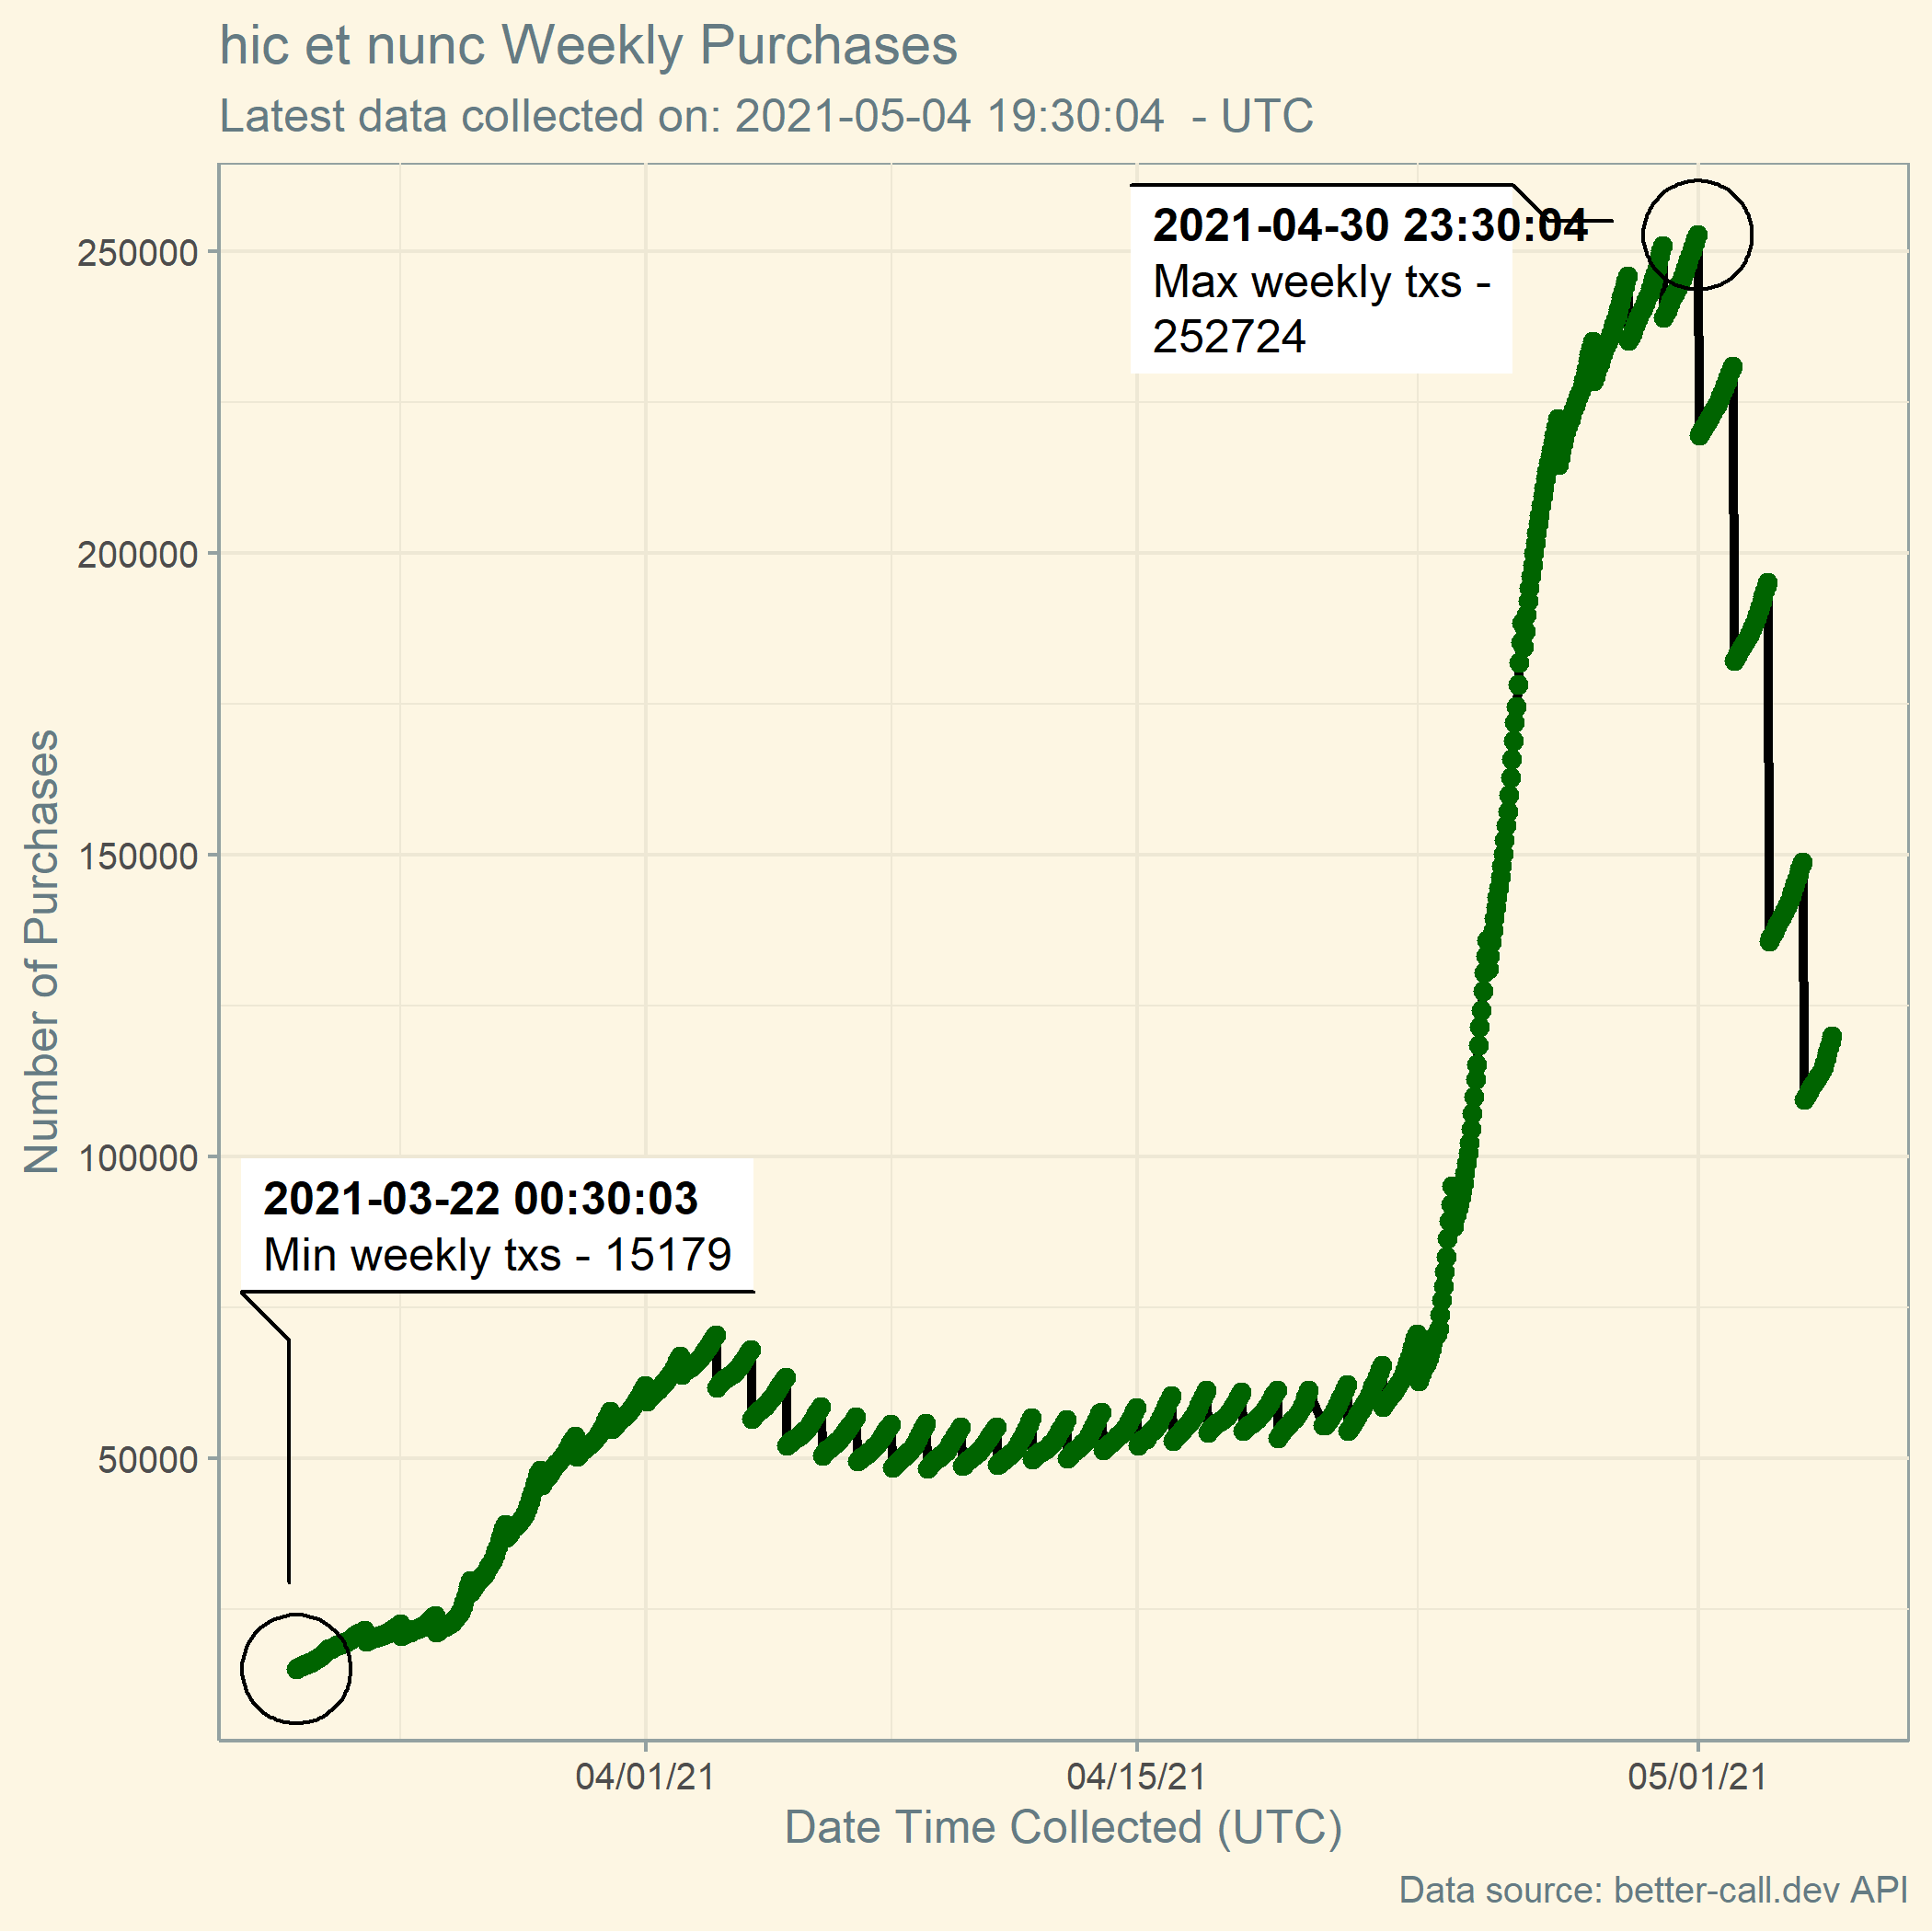 hic et nunc Weekly Purchases
Latest data collected on: 2021-05-04 19:30:04  - UTC
2021-04-30 23:30:04
Max weekly txs -
252724
2021-03-22 00:30:03
Min weekly txs - 15179
Number of Purchases
250000
200000
150000
100000
50000
04/01/21
04/15/21
05/01/21
Date Time Collected (UTC)
Data source: better-call.dev API